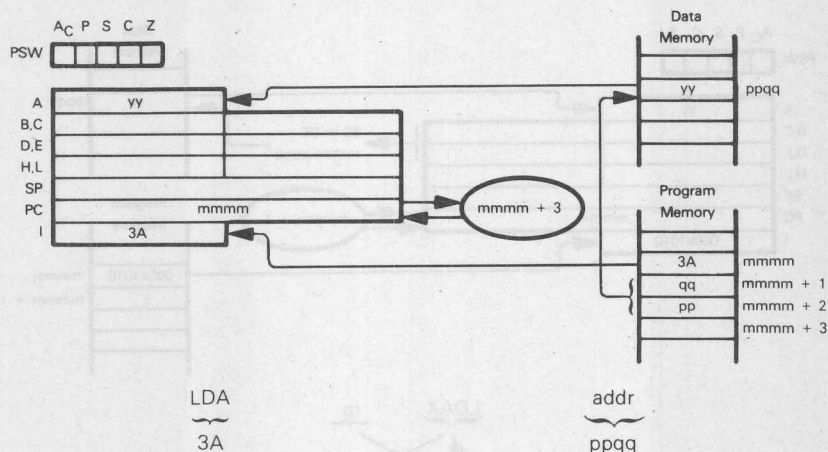 A_C P S C Z
PSW
A yy
B,C
D,E
H,L
SP
PC mmmm
I 3A
mmmm + 3
Data
Memory
yy ppqq
Program
Memory
3A mmmm
qq mmmm + 1
pp mmmm + 2
mmmm + 3
LDA addr
3A ppqq